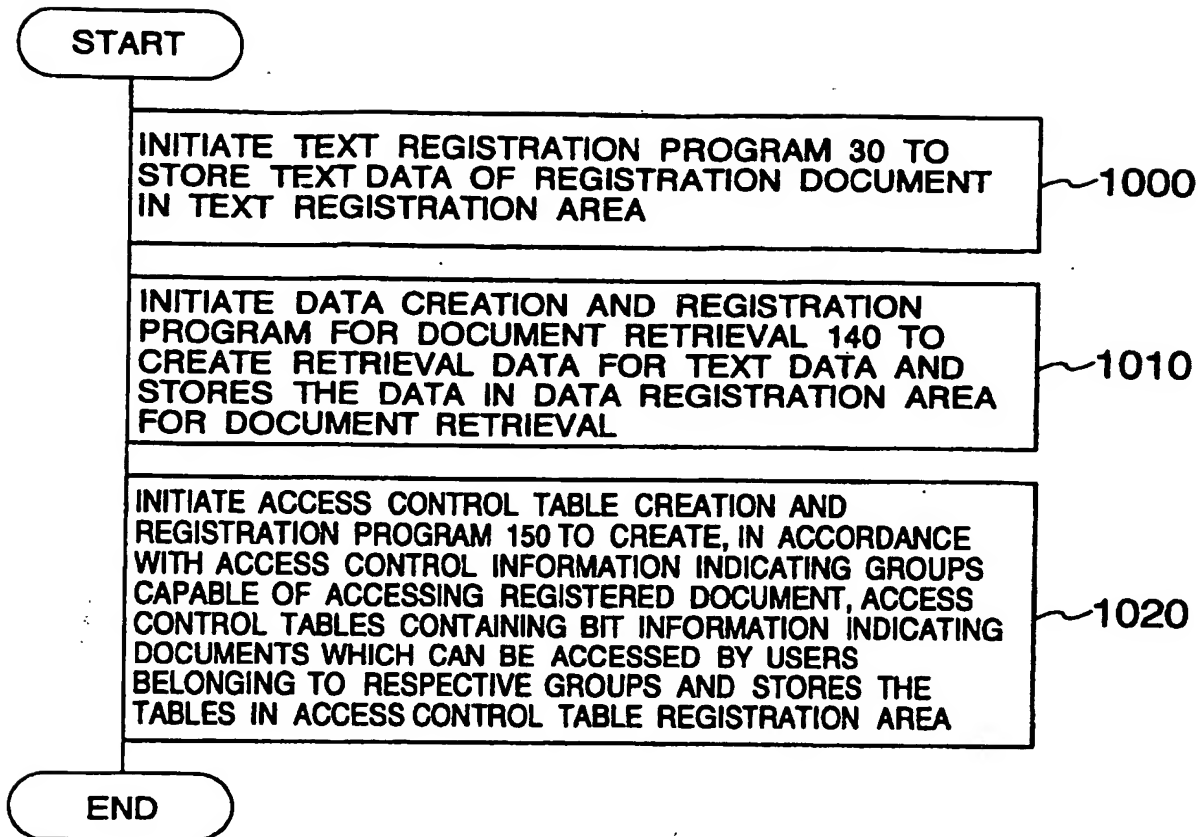 START
INITIATE TEXT REGISTRATION PROGRAM 30 TO
STORE TEXT DATA OF REGISTRATION DOCUMENT
IN TEXT REGISTRATION AREA
1000
INITIATE DATA CREATION AND REGISTRATION
PROGRAM FOR DOCUMENT RETRIEVAL 140 TO
CREATE RETRIEVAL DATA FOR TEXT DATA AND
STORES THE DATA IN DATA REGISTRATION AREA
FOR DOCUMENT RETRIEVAL
1010
INITIATE ACCESS CONTROL TABLE CREATION AND
REGISTRATION PROGRAM 150 TO CREATE, IN ACCORDANCE
WITH ACCESS CONTROL INFORMATION INDICATING GROUPS
CAPABLE OF ACCESSING REGISTERED DOCUMENT, ACCESS
CONTROL TABLES CONTAINING BIT INFORMATION INDICATING
DOCUMENTS WHICH CAN BE ACCESSED BY USERS
BELONGING TO RESPECTIVE GROUPS AND STORES THE
TABLES IN ACCESS CONTROL TABLE REGISTRATION AREA
1020
END